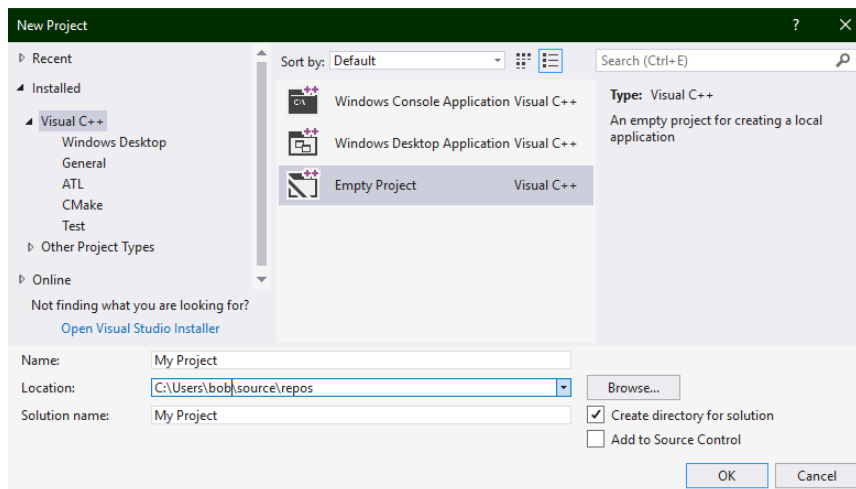 New Project
Recent
Installed
Visual C++
Windows Desktop
General
ATL
CMake
Test
Other Project Types
Online
Not finding what you are looking for?
Open Visual Studio Installer
Sort by: Default
Windows Console Application Visual C++
Windows Desktop Application Visual C++
Empty Project Visual C++
Search (Ctrl+E)
Type: Visual C++
An empty project for creating a local
application
Name: My Project
Location: C:\Users\bob\source\repos
Browse...
Solution name: My Project
Create directory for solution
Add to Source Control
OK Cancel